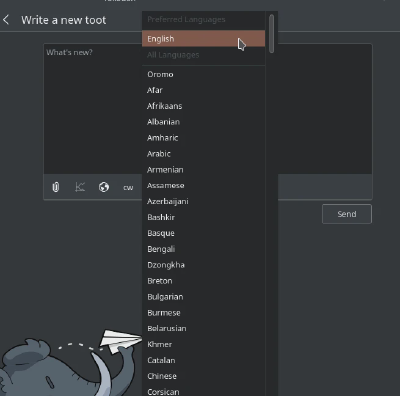 Write a new toot
Preferred Languages
English
All Languages
What's new?
cw
Send
Oromo
Afar
Afrikaans
Albanian
Amharic
Arabic
Armenian
Assamese
Azerbaijani
Bashkir
Basque
Bengali
Dzongkha
Breton
Bulgarian
Burmese
Belarusian
Khmer
Catalan
Chinese
Corsican